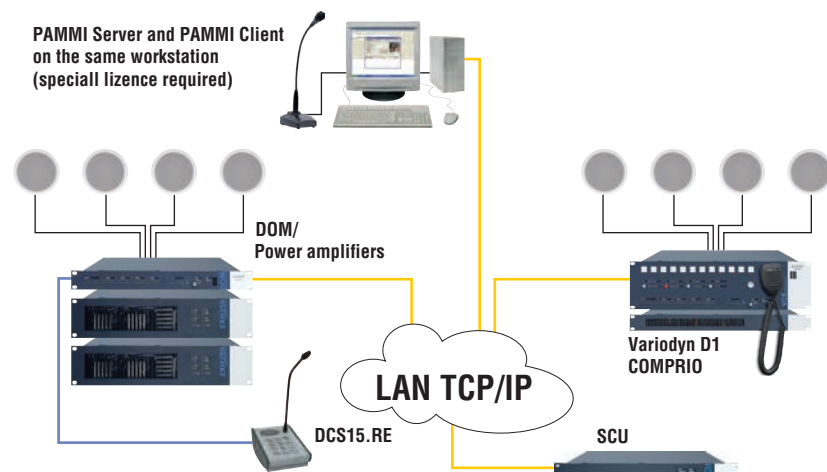 PAMMI Server and PAMMI Client
on the same workstation
(speciall lizence required)
DOM/
Power amplifiers
Variodyn D1
COMPRIO
LAN TCP/IP
DCS15.RE
SCU